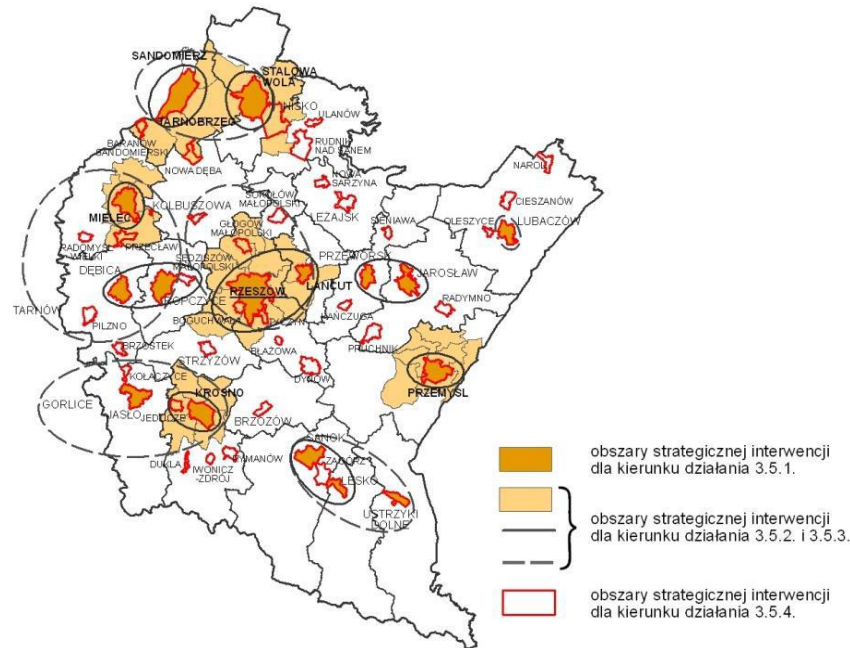 SANDOMIERZ
STALOWA
WOLA
NISKO
TARNOBRZEG
ULANÓW
BARANÓW
SANDOMIERSKI
RUDNIK
NAD SANEM
NOWA DĘBA
NAROL
NOWA
SARZYNA
CIESZANÓW
MIELEC
KOLBUSZOWA
SOKOŁÓW
MAŁOPOLSKI
LEŻAJSK
SIENIAWA
OLESZYCE
LUBACZÓW
GŁOGÓW
MAŁOPOLSKI
RADOMYŚL
WIELKI
PRZECŁAW
SĘDZISZÓW
MAŁOPOLSKI
PRZEWORSK
DĘBICA
JAROSŁAW
ROPCZYCE
RZESZÓW
ŁAŃCUT
TARNÓW
RADYMNO
KAŃCZUGA
PILZNO
BOGUCHWAŁA
TYCZYN
PRUCHNIK
BRZOSTEK
STRZYŻÓW
BŁAŻOWA
DYNÓW
KOŁACZYCE
PRZEMYŚL
GORLICE
KROSNO
JASŁO
JEDLICZE
BRZOZÓW
SANOK
DUKLA
IWONICZ
-ZDRÓJ
RYMANÓW
ZAGÓRZ
LESKO
USTRZYKI
DOLNE
obszary strategicznej interwencji
dla kierunku działania 3.5.1.
obszary strategicznej interwencji
dla kierunku działania 3.5.2. i 3.5.3.
obszary strategicznej interwencji
dla kierunku działania 3.5.4.